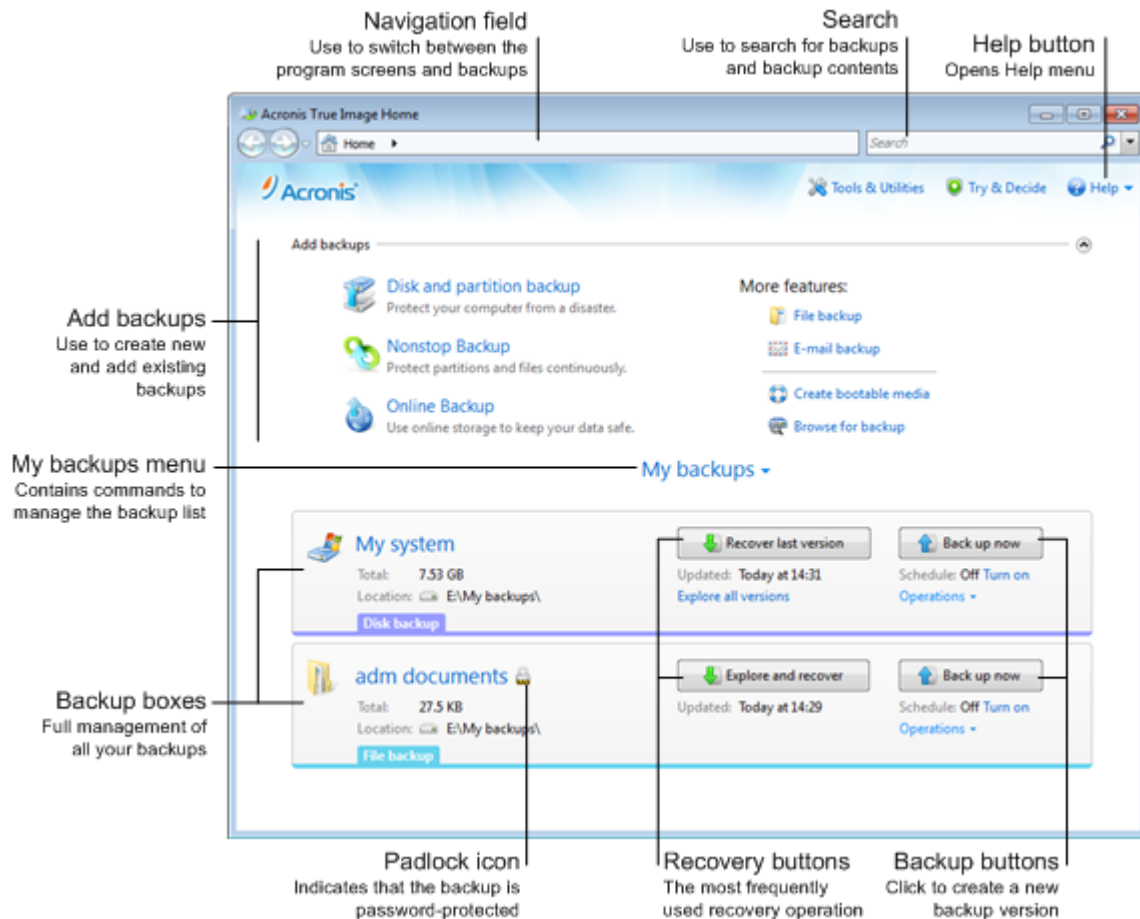 Navigation field
Use to switch between the
program screens and backups
Search
Use to search for backups
and backup contents
Help button
Opens Help menu
Acronis True Image Home
Home
Search
Acronis
Tools & Utilities
Try & Decide
Help
Add backups
Add backups
Use to create new
and add existing
backups
Disk and partition backup
Protect your computer from a disaster.
Nonstop Backup
Protect partitions and files continuously.
Online Backup
Use online storage to keep your data safe.
More features:
File backup
E-mail backup
Create bootable media
Browse for backup
My backups menu
Contains commands to
manage the backup list
My backups
Backup boxes
Full management of
all your backups
My system
Total: 7.53 GB
Location: E:\My backups\
Disk backup
Recover last version
Updated: Today at 14:31
Explore all versions
Back up now
Schedule: Off Turn on
Operations
adm documents
Total: 27.5 KB
Location: E:\My backups\
File backup
Explore and recover
Updated: Today at 14:29
Back up now
Schedule: Off Turn on
Operations
Padlock icon
Indicates that the backup is
password-protected
Recovery buttons
The most frequently
used recovery operation
Backup buttons
Click to create a new
backup version